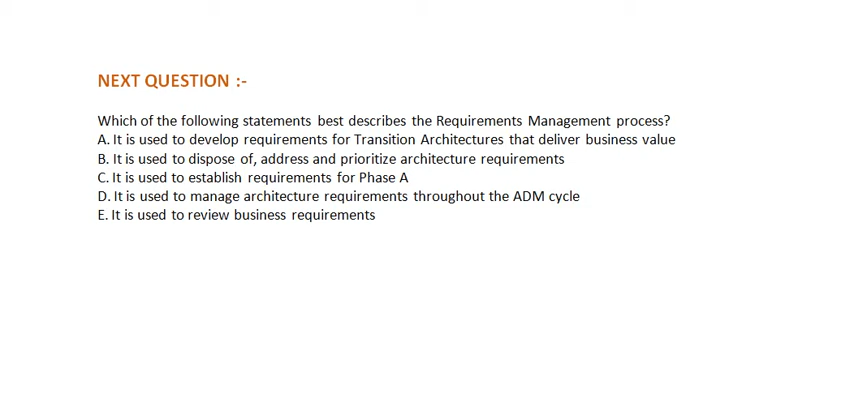 NEXT QUESTION :-
Which of the following statements best describes the Requirements Management process?
A. It is used to develop requirements for Transition Architectures that deliver business value
B. It is used to dispose of, address and prioritize architecture requirements
C. It is used to establish requirements for Phase A
D. It is used to manage architecture requirements throughout the ADM cycle
E. It is used to review business requirements